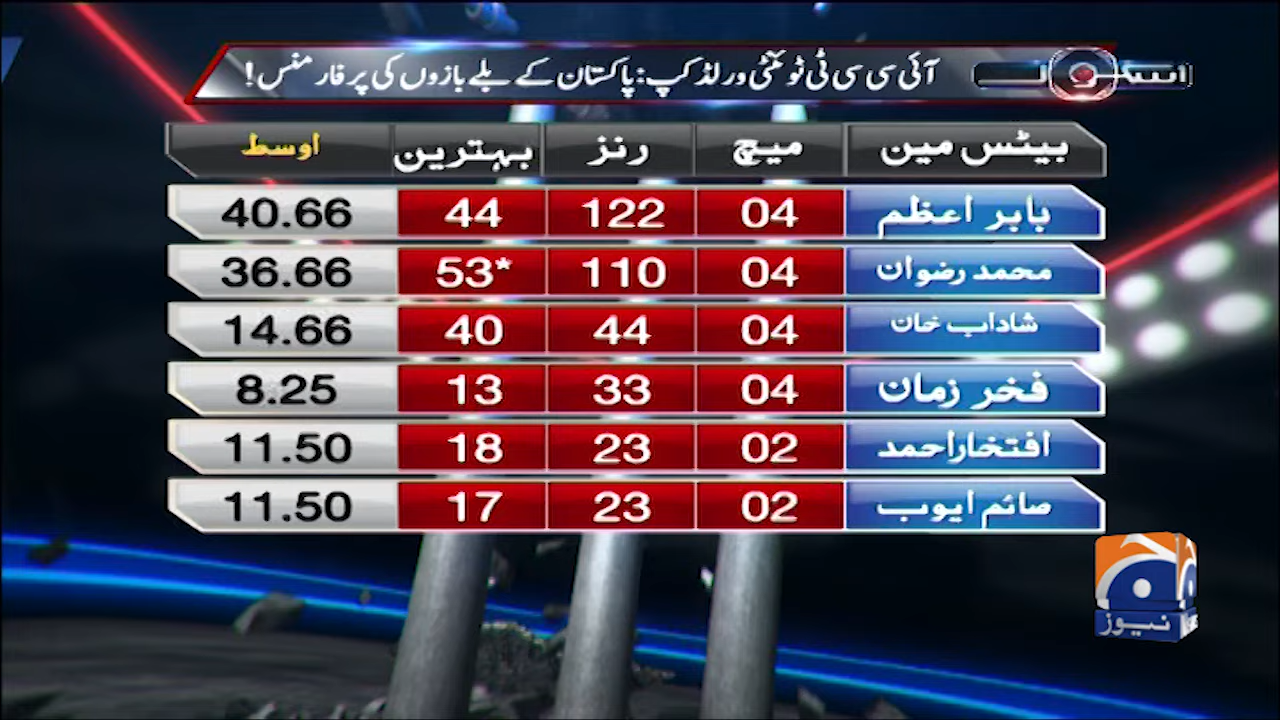 آئی سی سی ٹی ٹوئنٹی ورلڈ کپ: پاکستان کے بلے بازوں کی پرفارمنس!
بیٹس مین میچ رنز بہترین اوسط
بابر اعظم 04 122 44 40.66
محمد رضوان 04 110 53* 36.66
شاداب خان 04 44 40 14.66
فخر زمان 04 33 13 8.25
افتخاراحمد 02 23 18 11.50
صائم ایوب 02 23 17 11.50
نیوز